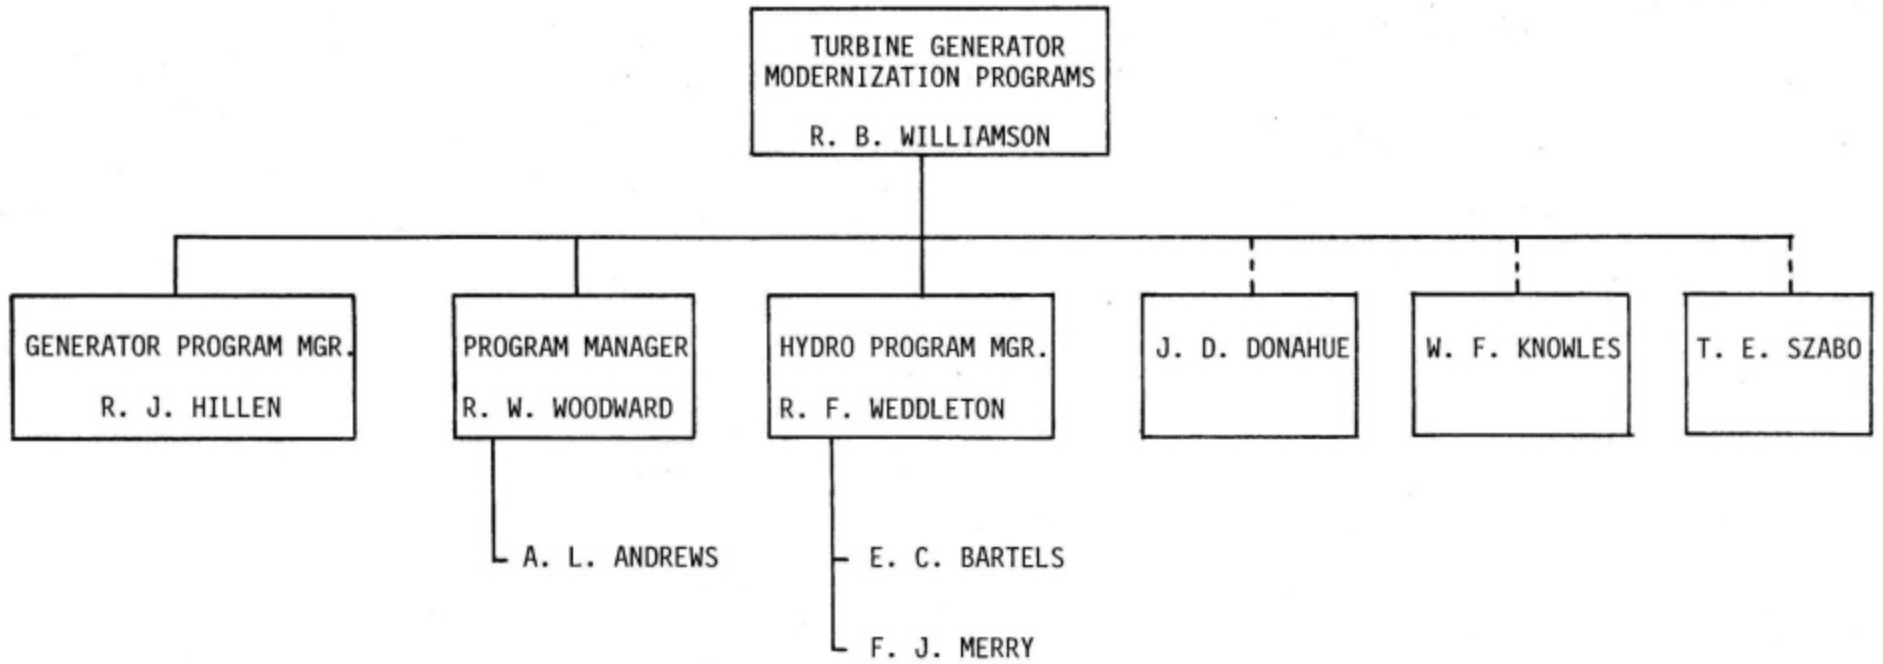 TURBINE GENERATOR
MODERNIZATION PROGRAMS
R. B. WILLIAMSON
GENERATOR PROGRAM MGR.
R. J. HILLEN
PROGRAM MANAGER
R. W. WOODWARD
HYDRO PROGRAM MGR.
R. F. WEDDLETON
J. D. DONAHUE
W. F. KNOWLES
T. E. SZABO
A. L. ANDREWS
E. C. BARTELS
F. J. MERRY